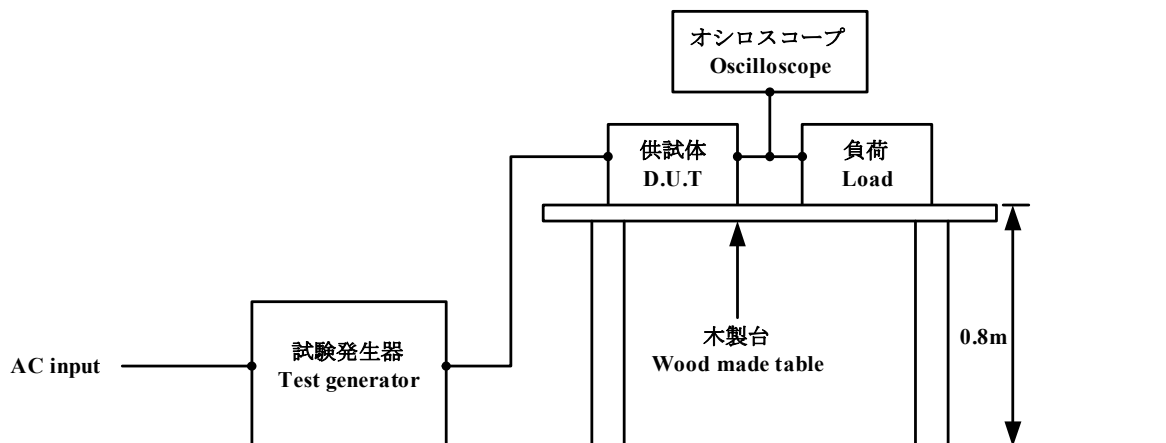 オシロスコープ
Oscilloscope
供試体
D.U.T
負荷
Load
木製台
Wood made table
0.8m
AC input
試験発生器
Test generator